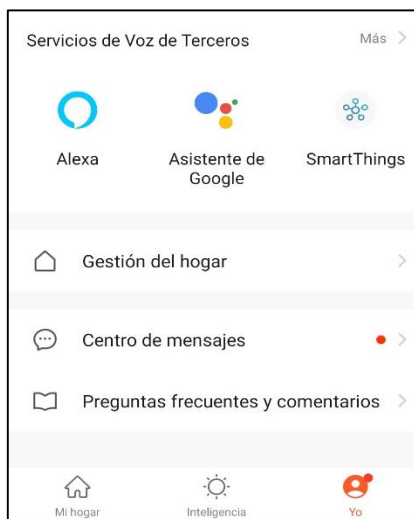 Servicios de Voz de Terceros Más
Alexa
Asistente de
Google
SmartThings
Gestión del hogar
Centro de mensajes
Preguntas frecuentes y comentarios
Mi hogar Inteligencia Yo